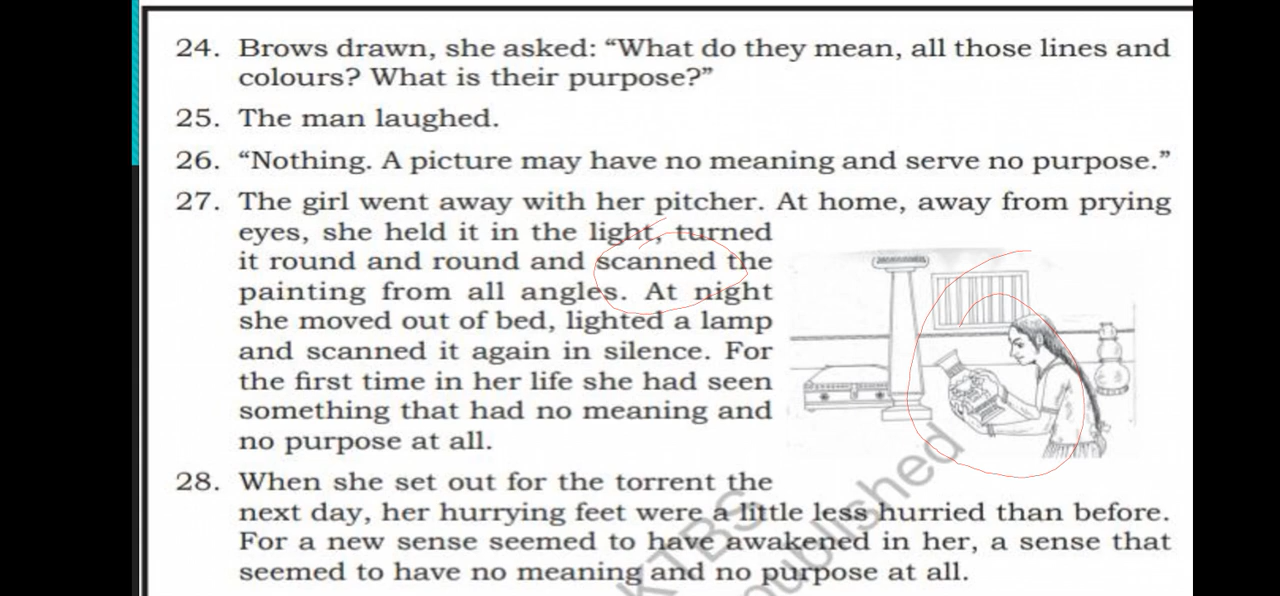 24. Brows drawn, she asked: “What do they mean, all those lines and
colours? What is their purpose?”
25. The man laughed.
26. “Nothing. A picture may have no meaning and serve no purpose.”
27. The girl went away with her pitcher. At home, away from prying
eyes, she held it in the light, turned
it round and round and scanned the
painting from all angles. At night
she moved out of bed, lighted a lamp
and scanned it again in silence. For
the first time in her life she had seen
something that had no meaning and
no purpose at all.
28. When she set out for the torrent the
next day, her hurrying feet were a little less hurried than before.
For a new sense seemed to have awakened in her, a sense that
seemed to have no meaning and no purpose at all.
KTBS
published